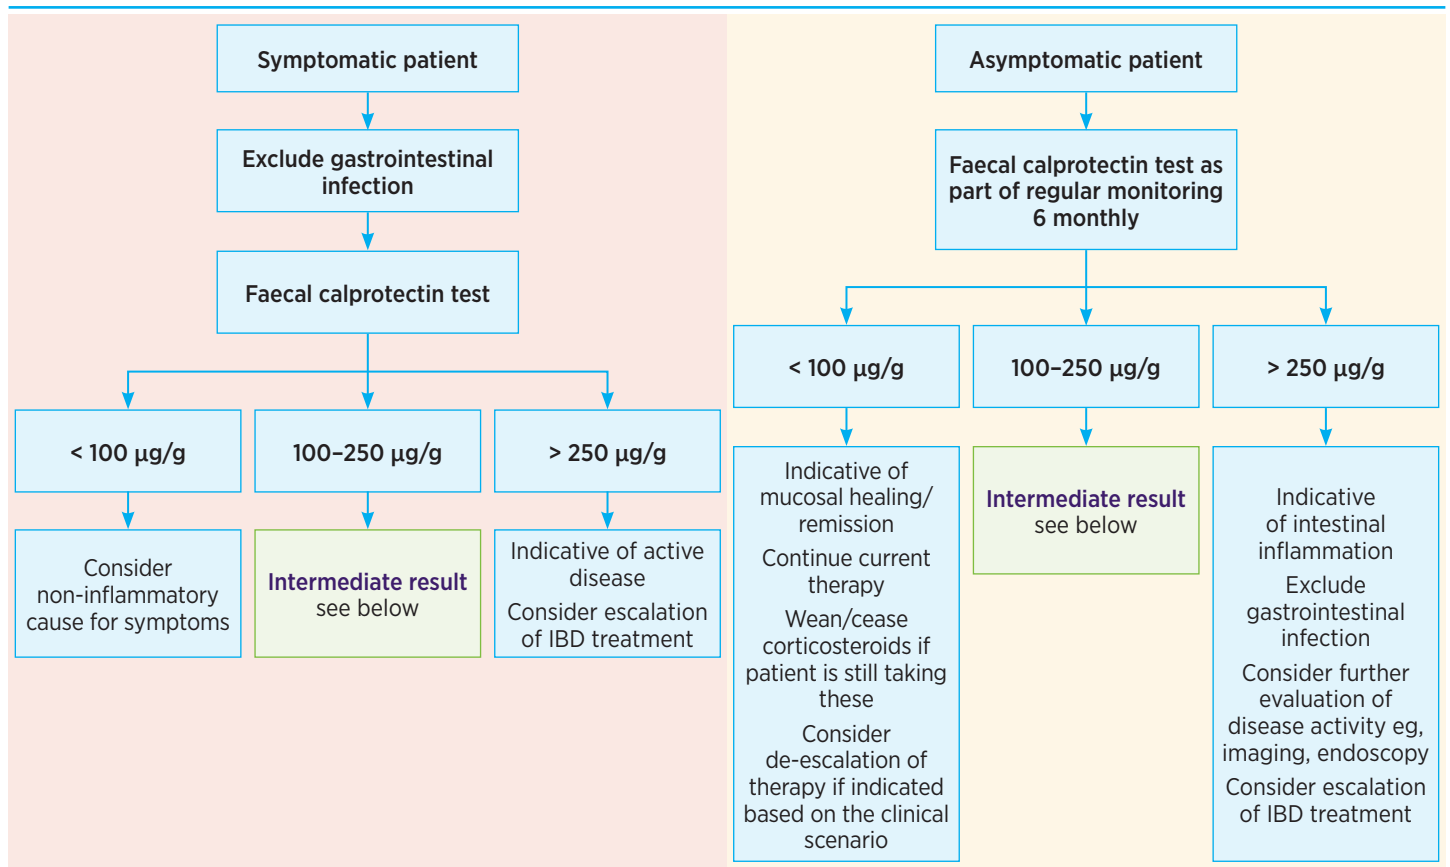 Symptomatic patient
Exclude gastrointestinal
infection
Faecal calprotectin test
< 100 µg/g
100–250 µg/g
> 250 µg/g
Consider
non-inflammatory
cause for symptoms
Intermediate result
see below
Indicative of active
disease
Consider escalation
of IBD treatment
Asymptomatic patient
Faecal calprotectin test as
part of regular monitoring
6 monthly
< 100 µg/g
100–250 µg/g
> 250 µg/g
Indicative of
mucosal healing/
remission
Continue current
therapy
Wean/cease
corticosteroids if
patient is still taking
these
Consider
de-escalation of
therapy if indicated
based on the clinical
scenario
Intermediate result
see below
Indicative
of intestinal
inflammation
Exclude
gastrointestinal
infection
Consider further
evaluation of
disease activity eg,
imaging, endoscopy
Consider escalation
of IBD treatment